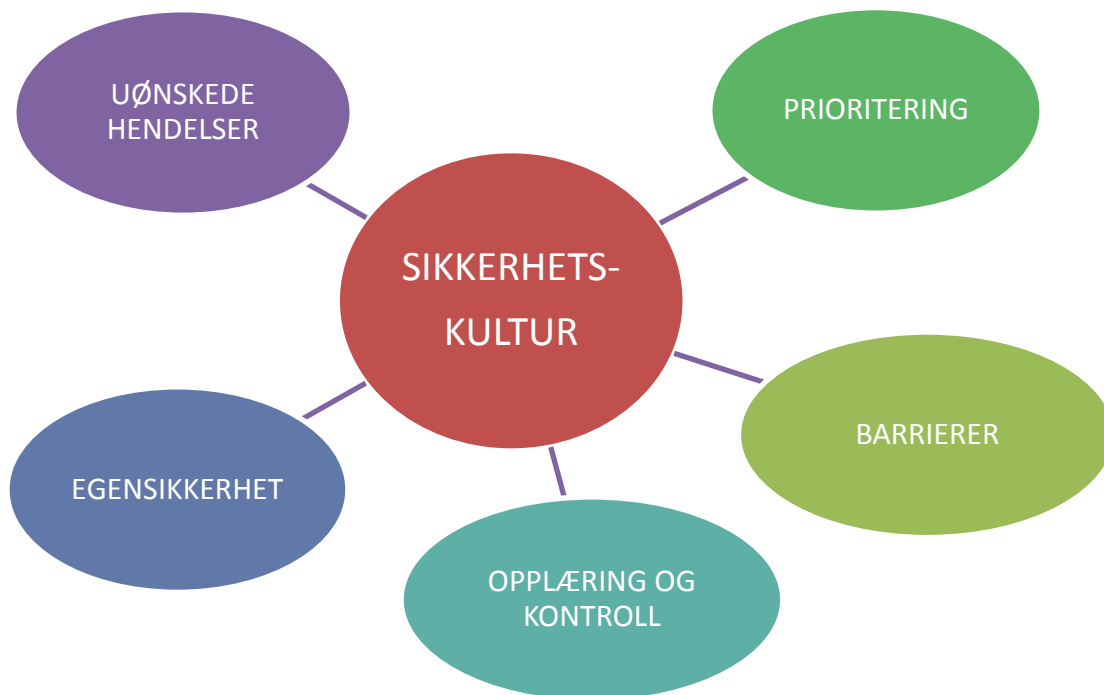 UØNSKEDE
HENDELSER
PRIORITERING
SIKKERHETS-
KULTUR
BARRIERER
EGENSIKKERHET
OPPLÆRING OG
KONTROLL